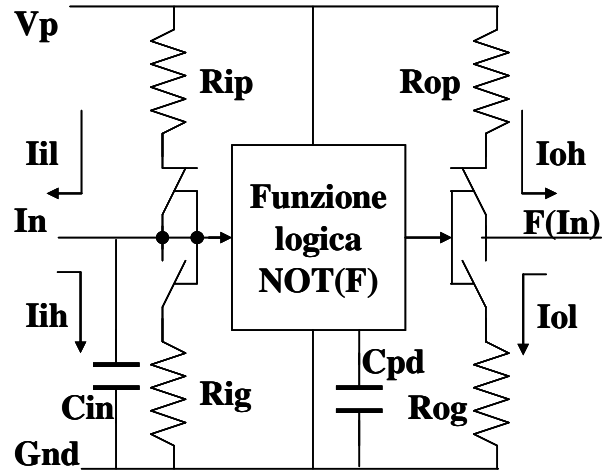 Vp
Rip
Rop
Iil
Ioh
Funzione
logica
NOT(F)
In
F(In)
Iih
Iol
Cpd
Cin
Rig
Rog
Gnd